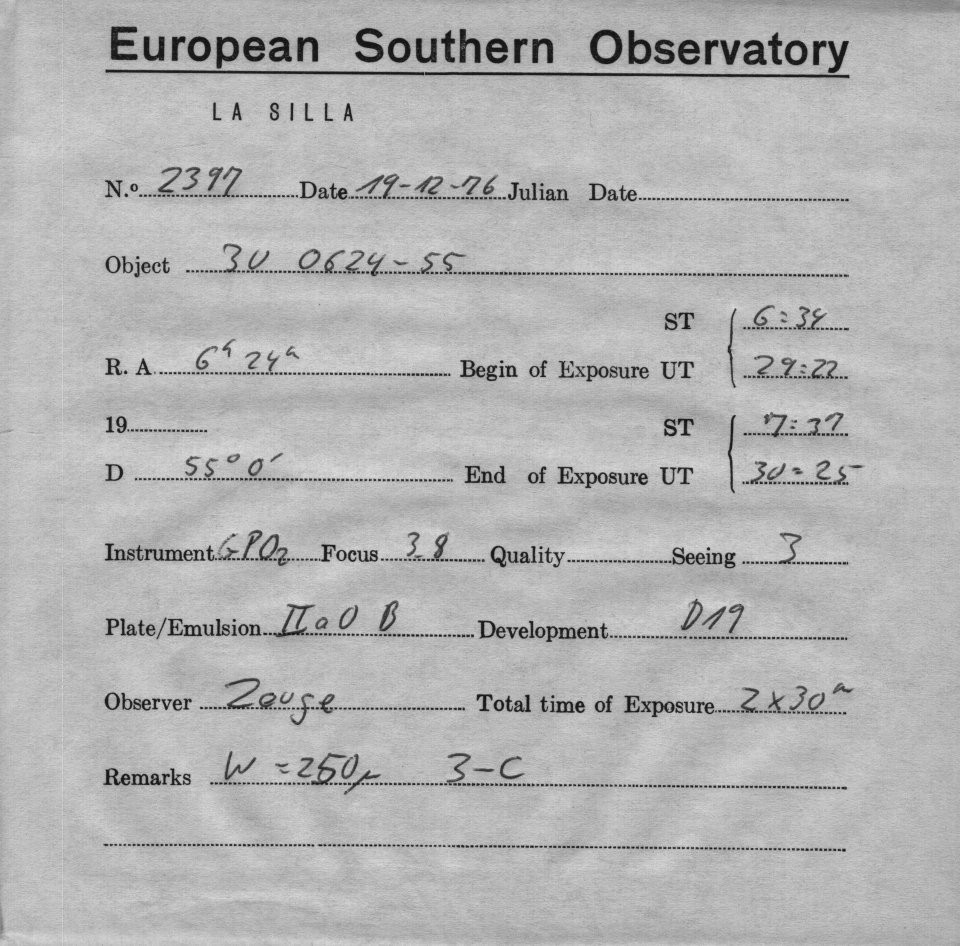 European Southern Observatory
LA SILLA
N.º 2397 Date 19-12-76 Julian Date
Object 3U 0624-55
ST 6:34
R. A 6h 24m Begin of Exposure UT 29:22
19 ST 7:37
D 55° 0' End of Exposure UT 30:25
Instrument GPO2 Focus 3.8 Quality Seeing 3
Plate/Emulsion IIaO B Development D19
Observer Total time of Exposure 2x30m
Remarks W = 250μ 3-C